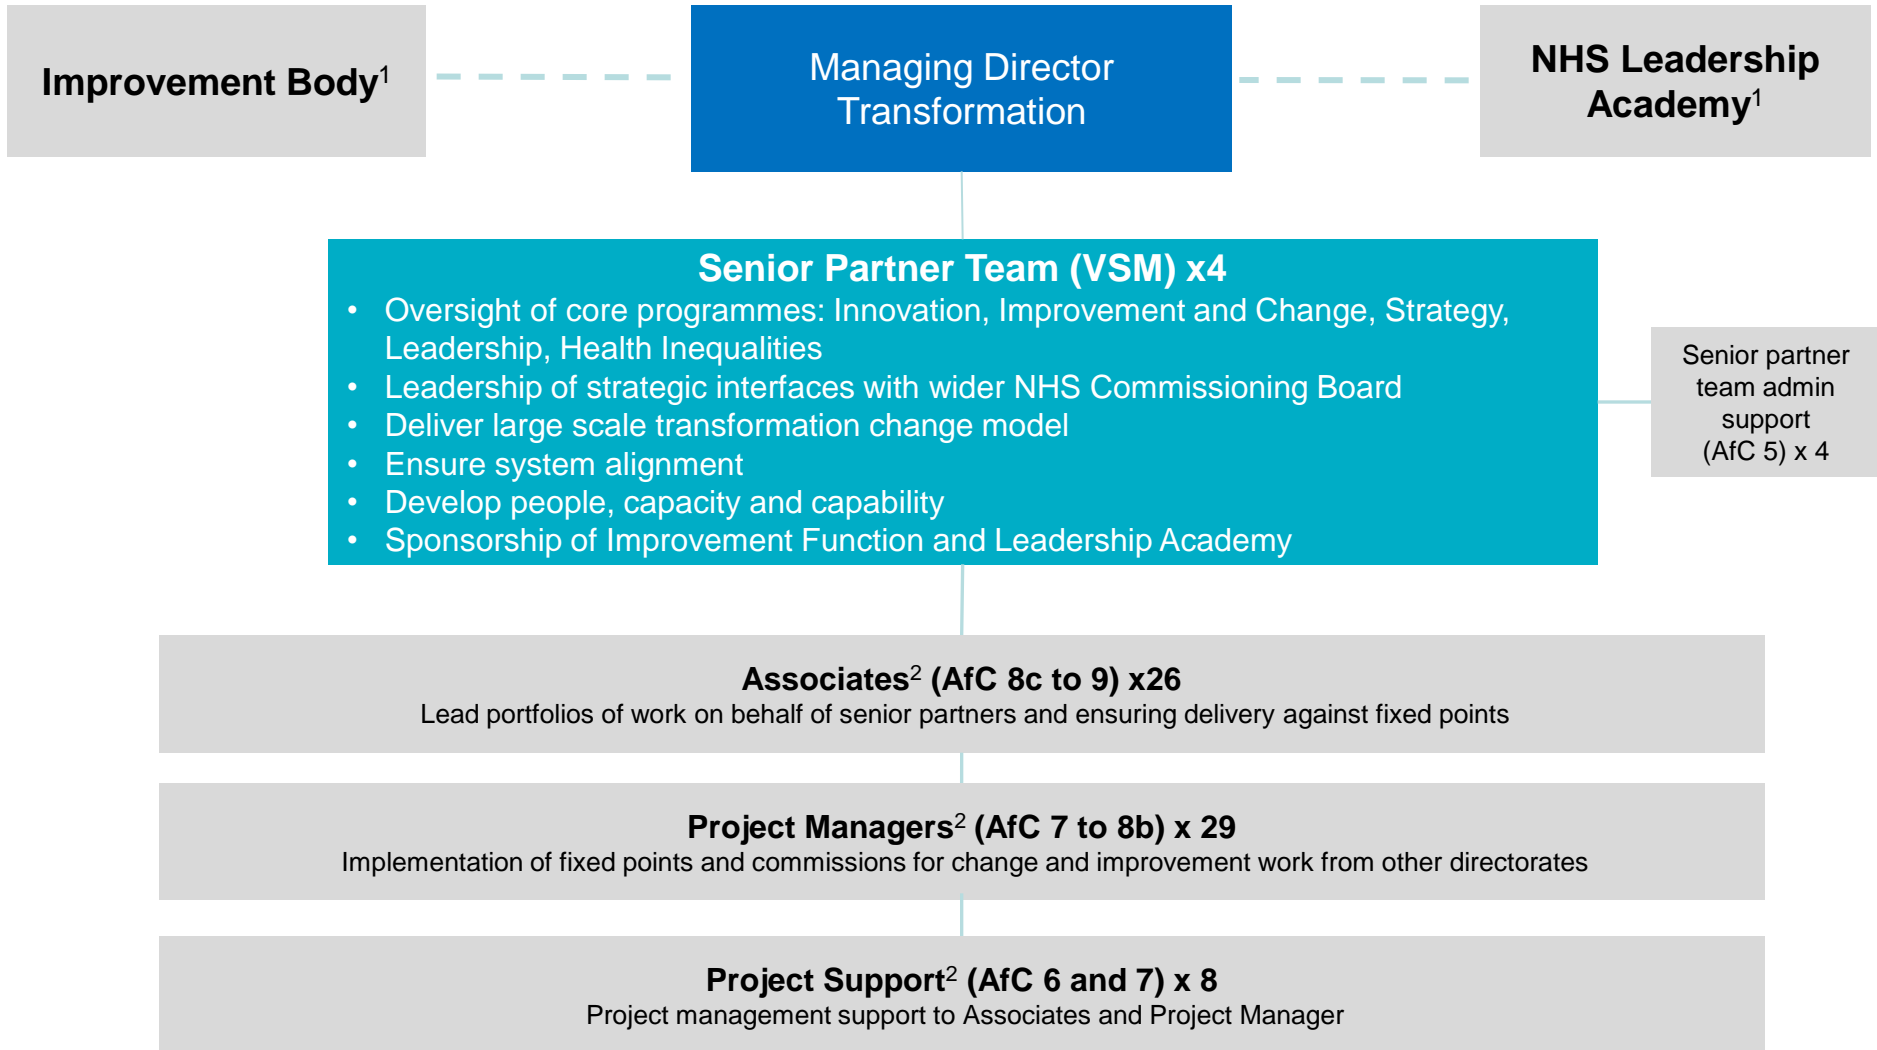 Improvement Body¹
Managing Director
Transformation
NHS Leadership
Academy¹
Senior Partner Team (VSM) x4
• Oversight of core programmes: Innovation, Improvement and Change, Strategy,
Leadership, Health Inequalities
• Leadership of strategic interfaces with wider NHS Commissioning Board
• Deliver large scale transformation change model
• Ensure system alignment
• Develop people, capacity and capability
• Sponsorship of Improvement Function and Leadership Academy
Senior partner
team admin
support
(AfC 5) x 4
Associates² (AfC 8c to 9) x26
Lead portfolios of work on behalf of senior partners and ensuring delivery against fixed points
Project Managers² (AfC 7 to 8b) x 29
Implementation of fixed points and commissions for change and improvement work from other directorates
Project Support² (AfC 6 and 7) x 8
Project management support to Associates and Project Manager